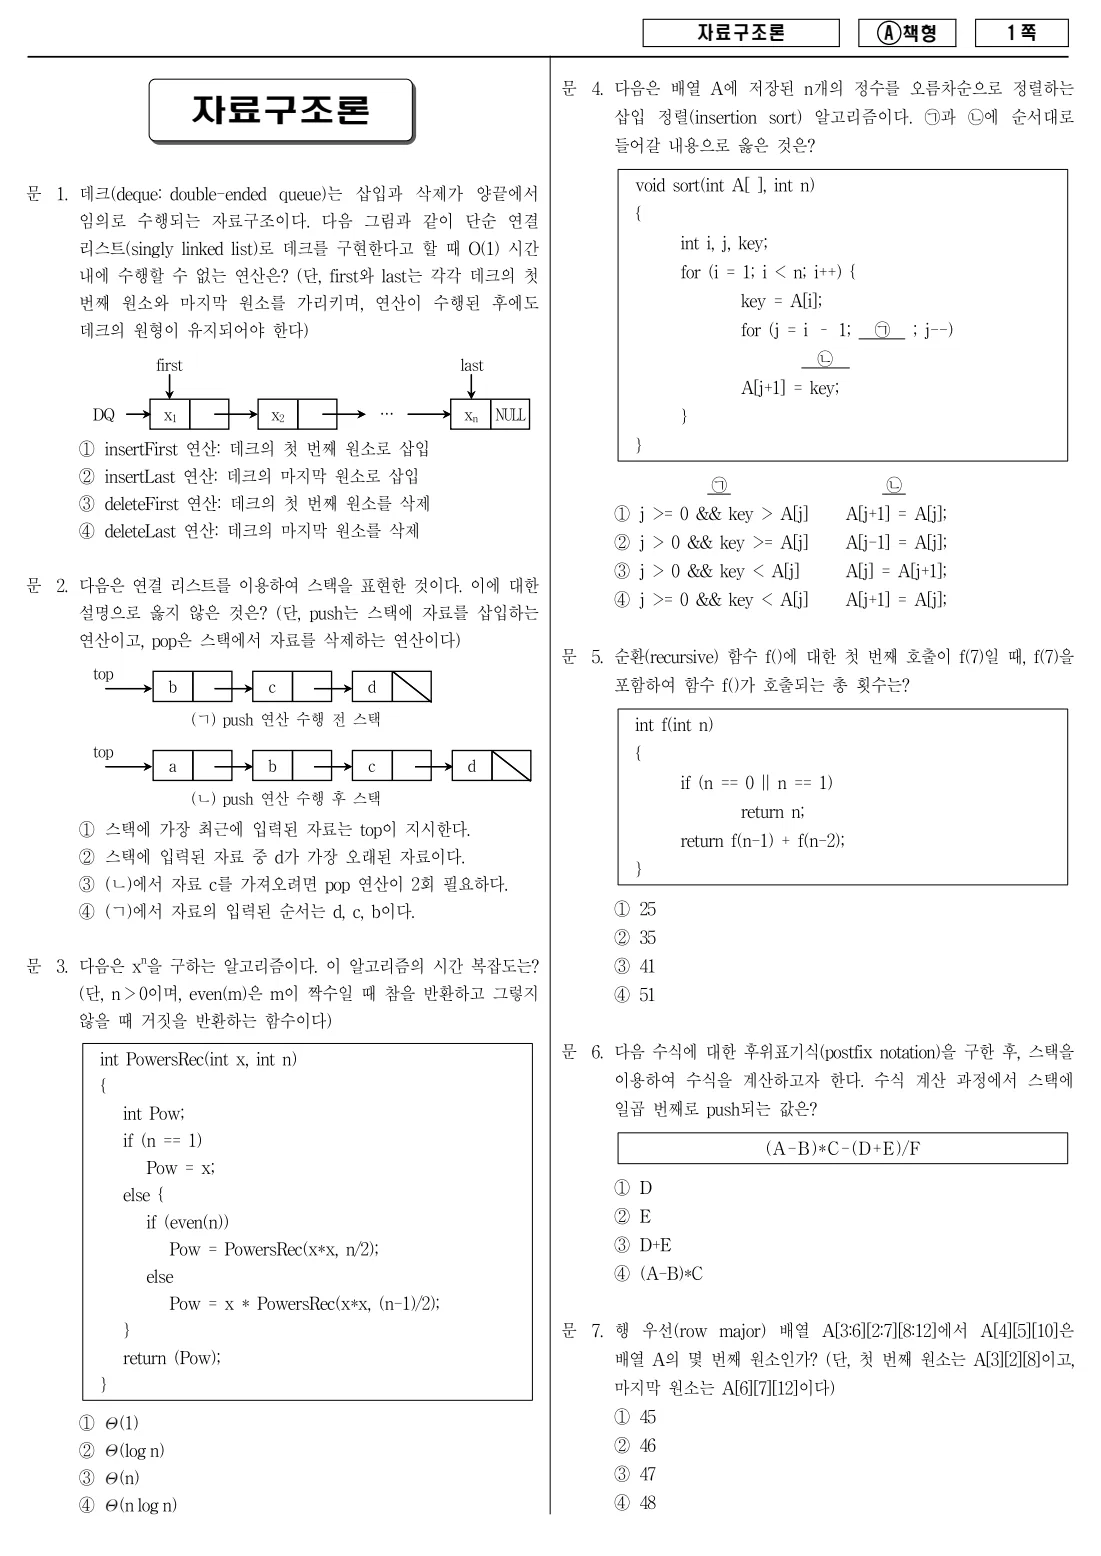 자료구조론
Ⓐ책형
1쪽
자료구조론
문 1. 데크(deque: double-ended queue)는 삽입과 삭제가 양끝에서
임의로 수행되는 자료구조이다. 다음 그림과 같이 단순 연결
리스트(singly linked list)로 데크를 구현한다고 할 때 O(1) 시간
내에 수행할 수 없는 연산은? (단, first와 last는 각각 데크의 첫
번째 원소와 마지막 원소를 가리키며, 연산이 수행된 후에도
데크의 원형이 유지되어야 한다)
first last
DQ x₁ x₂ … xₙ NULL
① insertFirst 연산: 데크의 첫 번째 원소로 삽입
② insertLast 연산: 데크의 마지막 원소로 삽입
③ deleteFirst 연산: 데크의 첫 번째 원소를 삭제
④ deleteLast 연산: 데크의 마지막 원소를 삭제
문 2. 다음은 연결 리스트를 이용하여 스택을 표현한 것이다. 이에 대한
설명으로 옳지 않은 것은? (단, push는 스택에 자료를 삽입하는
연산이고, pop은 스택에서 자료를 삭제하는 연산이다)
top
b c d
(ㄱ) push 연산 수행 전 스택
top
a b c d
(ㄴ) push 연산 수행 후 스택
① 스택에 가장 최근에 입력된 자료는 top이 지시한다.
② 스택에 입력된 자료 중 d가 가장 오래된 자료이다.
③ (ㄴ)에서 자료 c를 가져오려면 pop 연산이 2회 필요하다.
④ (ㄱ)에서 자료의 입력된 순서는 d, c, b이다.
문 3. 다음은 xⁿ을 구하는 알고리즘이다. 이 알고리즘의 시간 복잡도는?
(단, n > 0이며, even(m)은 m이 짝수일 때 참을 반환하고 그렇지
않을 때 거짓을 반환하는 함수이다)
int PowersRec(int x, int n)
{
int Pow;
if (n == 1)
Pow = x;
else {
if (even(n))
Pow = PowersRec(x*x, n/2);
else
Pow = x * PowersRec(x*x, (n-1)/2);
}
return (Pow);
}
① Θ(1)
② Θ(log n)
③ Θ(n)
④ Θ(n log n)
문 4. 다음은 배열 A에 저장된 n개의 정수를 오름차순으로 정렬하는
삽입 정렬(insertion sort) 알고리즘이다. ㉠과 ㉡에 순서대로
들어갈 내용으로 옳은 것은?
void sort(int A[ ], int n)
{
int i, j, key;
for (i = 1; i < n; i++) {
key = A[i];
for (j = i - 1; ㉠ ; j--)
㉡
A[j+1] = key;
}
}
㉠ ㉡
① j >= 0 && key > A[j] A[j+1] = A[j];
② j > 0 && key >= A[j] A[j-1] = A[j];
③ j > 0 && key < A[j] A[j] = A[j+1];
④ j >= 0 && key < A[j] A[j+1] = A[j];
문 5. 순환(recursive) 함수 f()에 대한 첫 번째 호출이 f(7)일 때, f(7)을
포함하여 함수 f()가 호출되는 총 횟수는?
int f(int n)
{
if (n == 0 || n == 1)
return n;
return f(n-1) + f(n-2);
}
① 25
② 35
③ 41
④ 51
문 6. 다음 수식에 대한 후위표기식(postfix notation)을 구한 후, 스택을
이용하여 수식을 계산하고자 한다. 수식 계산 과정에서 스택에
일곱 번째로 push되는 값은?
(A-B)*C-(D+E)/F
① D
② E
③ D+E
④ (A-B)*C
문 7. 행 우선(row major) 배열 A[3:6][2:7][8:12]에서 A[4][5][10]은
배열 A의 몇 번째 원소인가? (단, 첫 번째 원소는 A[3][2][8]이고,
마지막 원소는 A[6][7][12]이다)
① 45
② 46
③ 47
④ 48